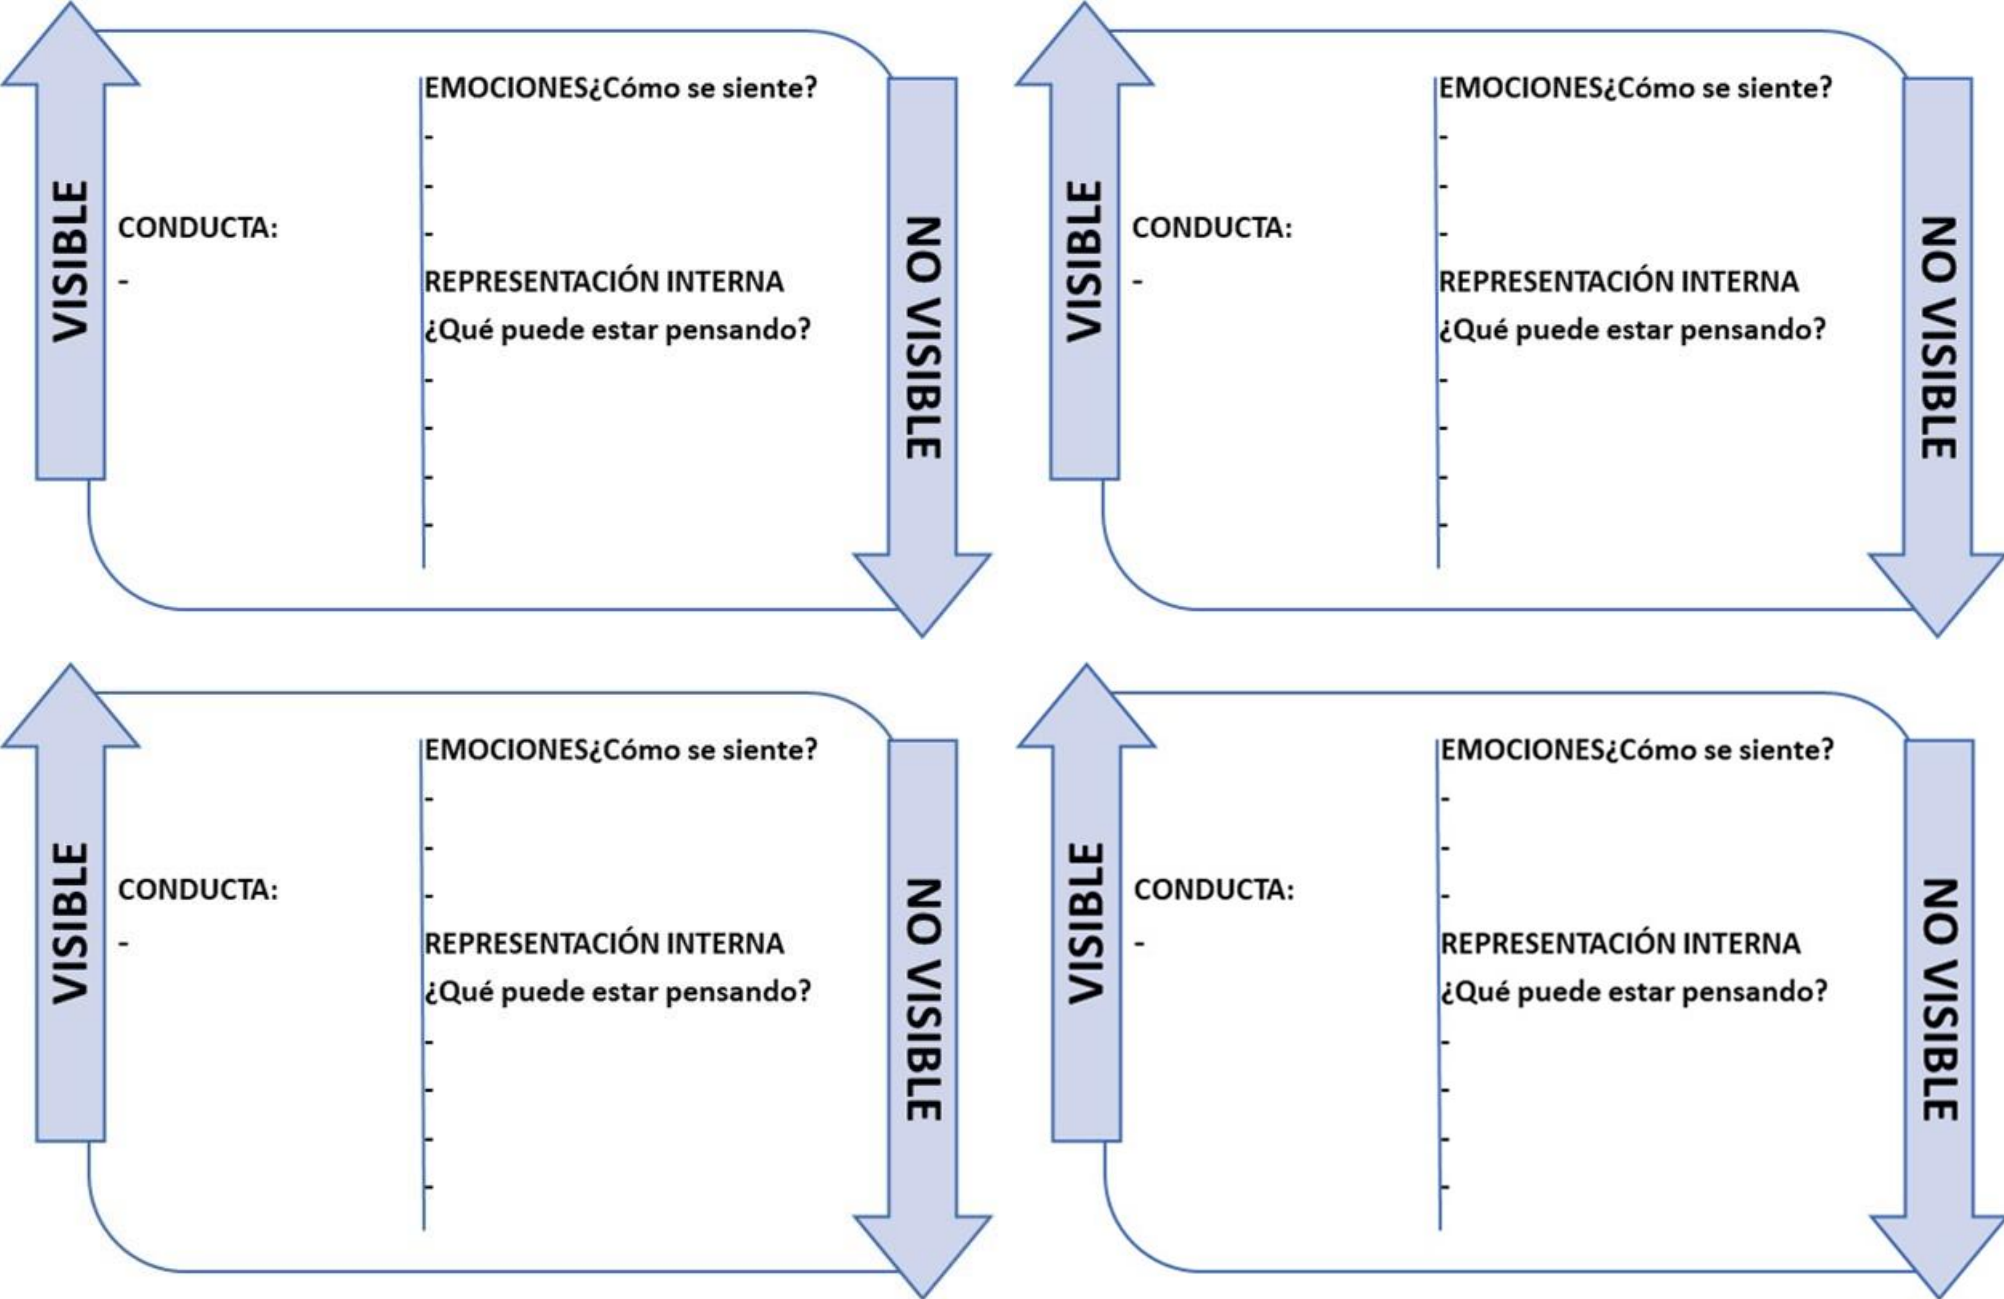 VISIBLE
CONDUCTA:
-
EMOCIONES¿Cómo se siente?
-
-
-
REPRESENTACIÓN INTERNA
¿Qué puede estar pensando?
-
-
-
-
NO VISIBLE
VISIBLE
CONDUCTA:
-
EMOCIONES¿Cómo se siente?
-
-
-
REPRESENTACIÓN INTERNA
¿Qué puede estar pensando?
-
-
-
-
NO VISIBLE
VISIBLE
CONDUCTA:
-
EMOCIONES¿Cómo se siente?
-
-
-
REPRESENTACIÓN INTERNA
¿Qué puede estar pensando?
-
-
-
-
NO VISIBLE
VISIBLE
CONDUCTA:
-
EMOCIONES¿Cómo se siente?
-
-
-
REPRESENTACIÓN INTERNA
¿Qué puede estar pensando?
-
-
-
-
NO VISIBLE